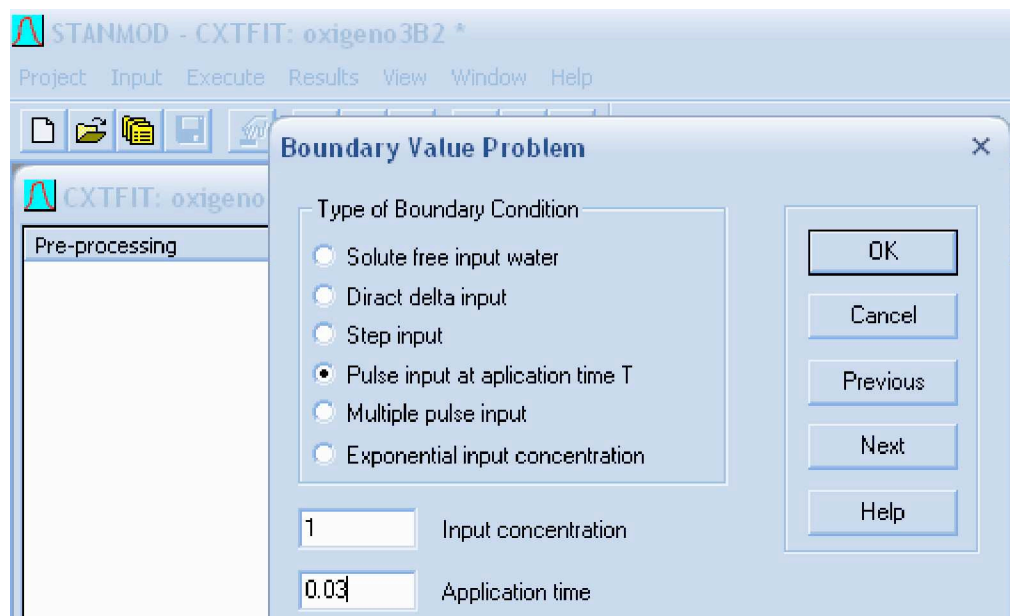 STANMOD - CXTFIT: oxigeno3B2 *
Project Input Execute Results View Window Help
Boundary Value Problem
CXTFIT: oxigeno
Pre-processing
Type of Boundary Condition
Solute free input water
Diract delta input
Step input
Pulse input at aplication time T
Multiple pulse input
Exponential input concentration
1 Input concentration
0.03 Application time
OK
Cancel
Previous
Next
Help